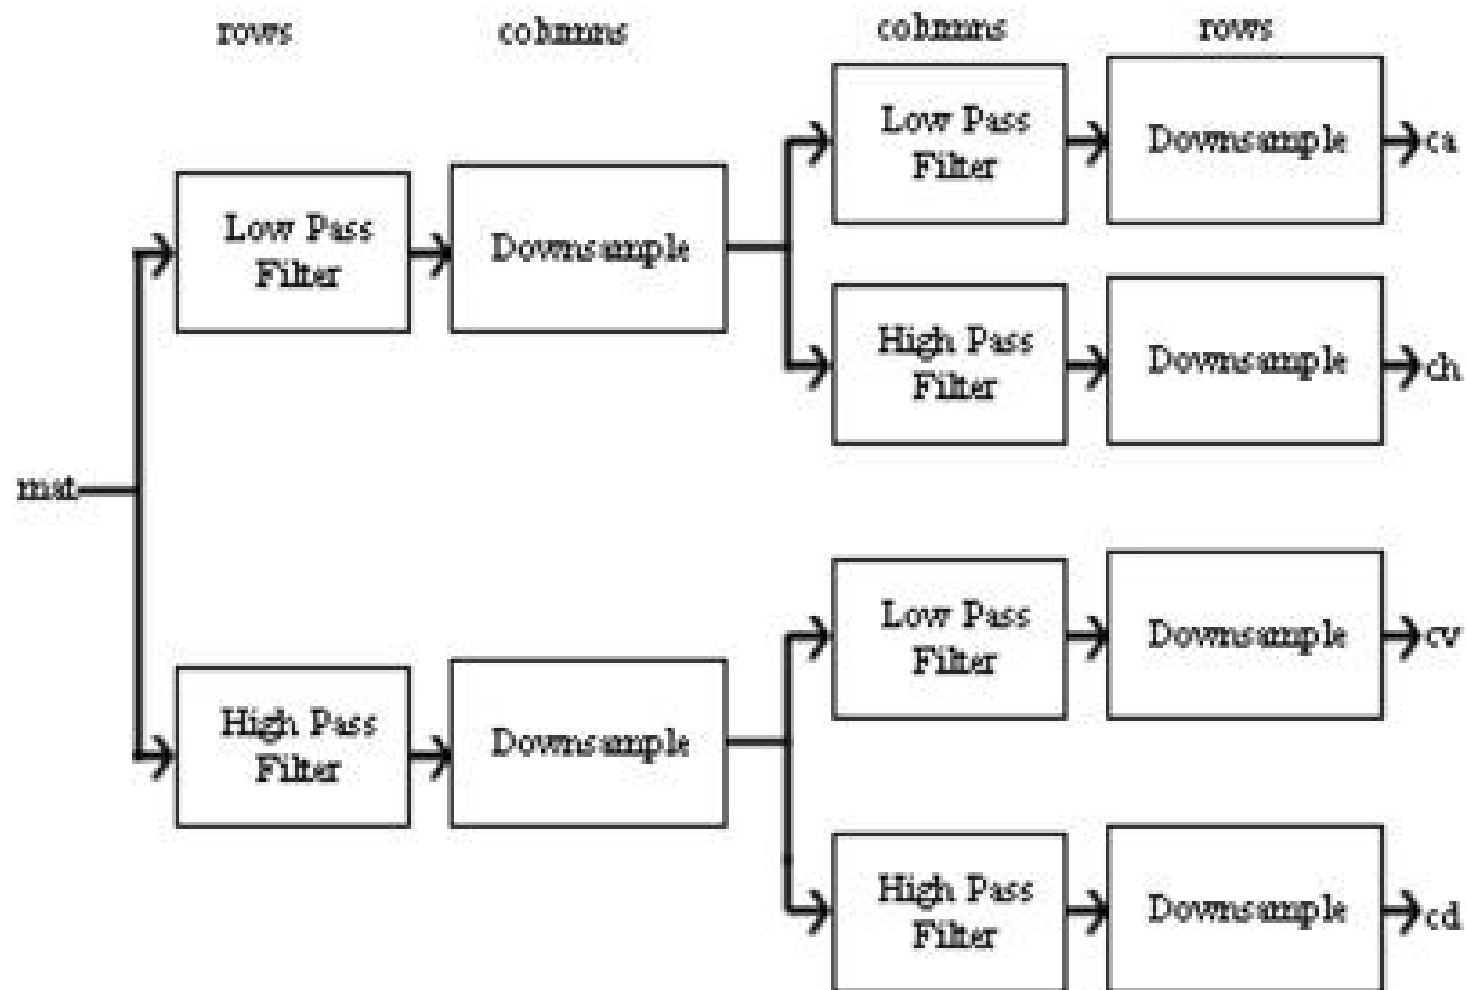 rows
columns
columns
rows
Low Pass
Filter
Downsample
Low Pass
Filter
Downsample
ca
High Pass
Filter
Downsample
ch
mat
High Pass
Filter
Downsample
Low Pass
Filter
Downsample
cv
High Pass
Filter
Downsample
cd